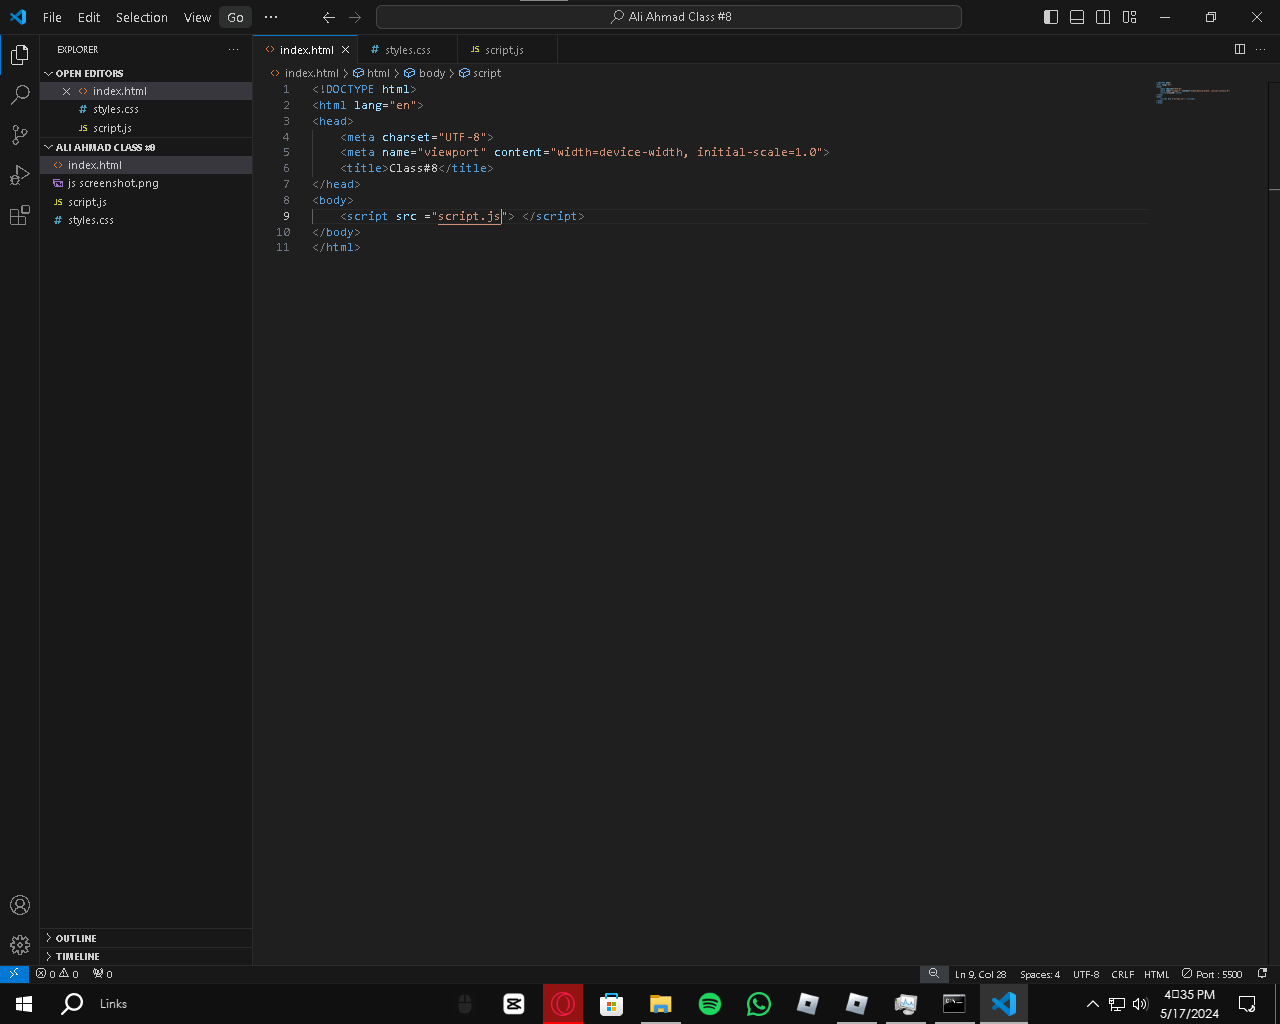 File Edit Selection View Go ··· Ali Ahmad Class #8
EXPLORER ···
OPEN EDITORS
index.html
# styles.css
JS script.js
ALI AHMAD CLASS #8
index.html
js screenshot.png
JS script.js
# styles.css
index.html # styles.css JS script.js
index.html > html > body > script
1 <!DOCTYPE html>
2 <html lang="en">
3 <head>
4 <meta charset="UTF-8">
5 <meta name="viewport" content="width=device-width, initial-scale=1.0">
6 <title>Class#8</title>
7 </head>
8 <body>
9 <script src ="script.js"> </script>
10 </body>
11 </html>
OUTLINE
TIMELINE
0 0 0 Ln 9, Col 28 Spaces: 4 UTF-8 CRLF HTML Port : 5500
Links
4▯35 PM
5/17/2024